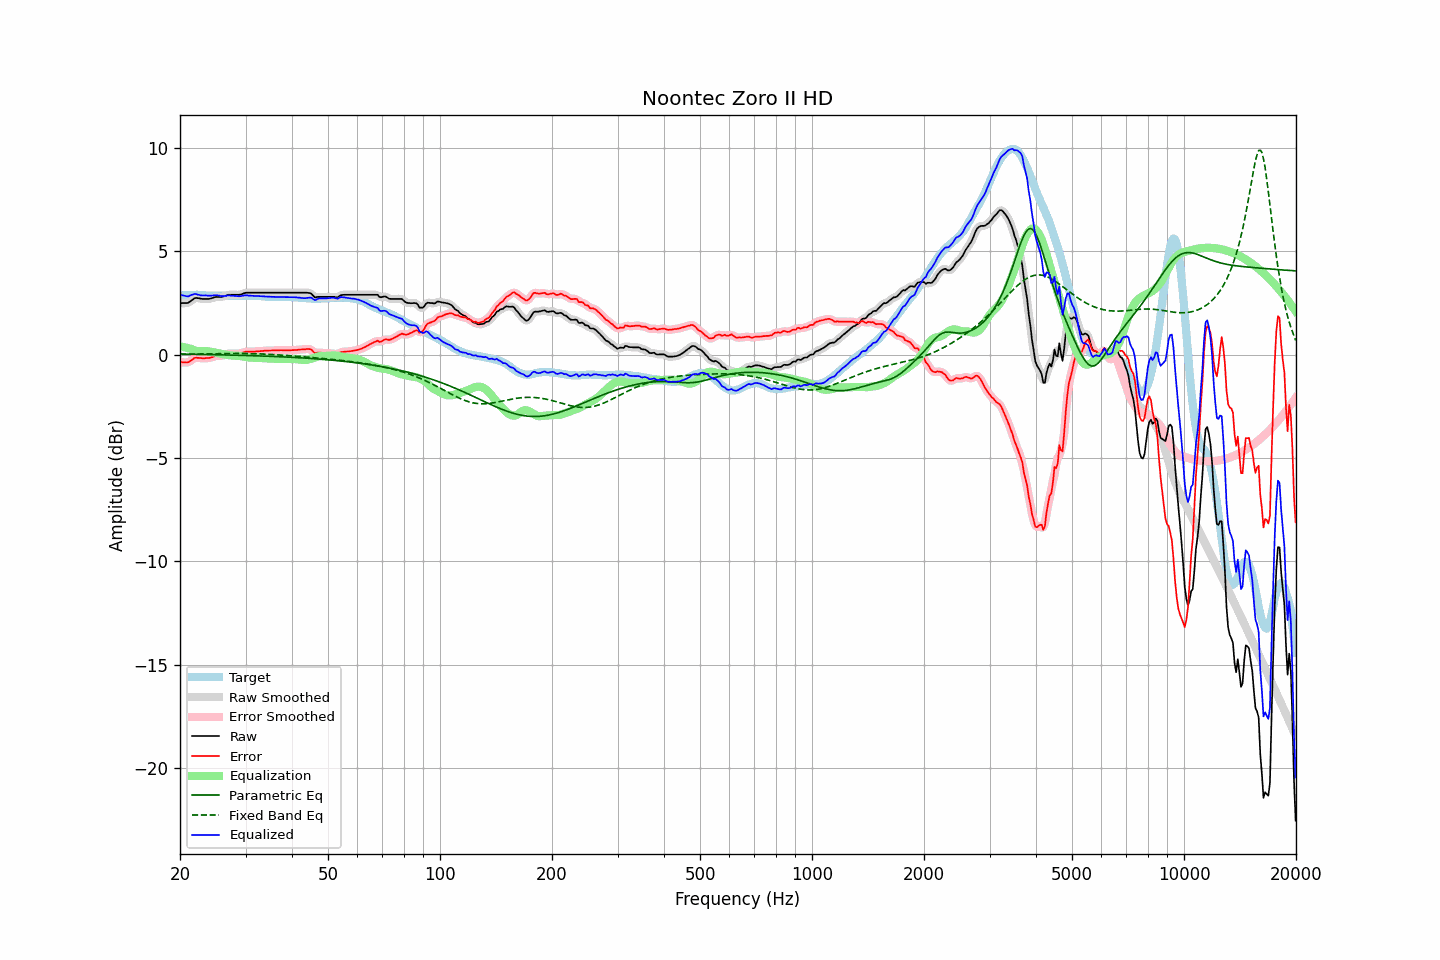 Noontec Zoro II HD
10
5
0
−5
−10
−15
−20
Amplitude (dBr)
Target
Raw Smoothed
Error Smoothed
Raw
Error
Equalization
Parametric Eq
Fixed Band Eq
Equalized
20 50 100 200 500 1000 2000 5000 10000 20000
Frequency (Hz)